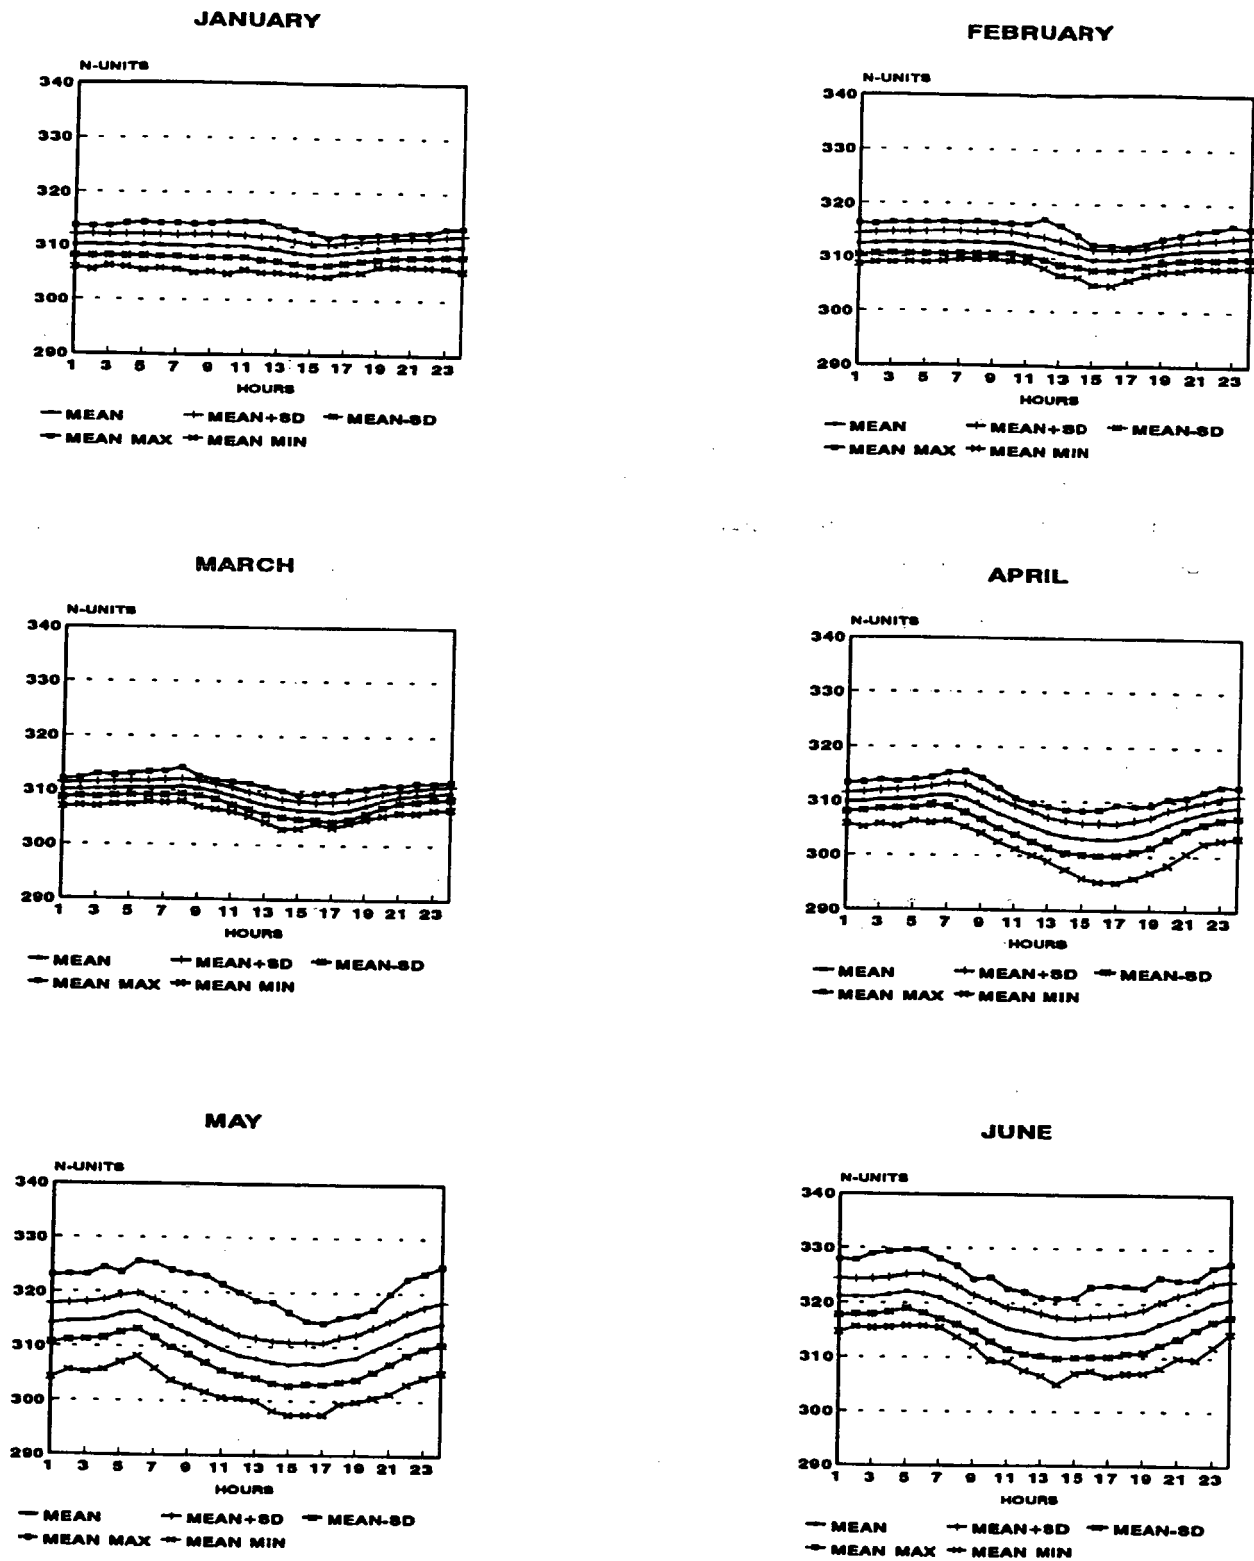 JANUARY
N-UNITS
340
330
320
310
300
290
1 3 5 7 9 11 13 15 17 19 21 23
HOURS
MEAN MEAN+SD MEAN-SD
MEAN MAX MEAN MIN
FEBRUARY
N-UNITS
340
330
320
310
300
290
1 3 5 7 9 11 13 15 17 19 21 23
HOURS
MEAN MEAN+SD MEAN-SD
MEAN MAX MEAN MIN
MARCH
N-UNITS
340
330
320
310
300
290
1 3 5 7 9 11 13 15 17 19 21 23
HOURS
MEAN MEAN+SD MEAN-SD
MEAN MAX MEAN MIN
APRIL
N-UNITS
340
330
320
310
300
290
1 3 5 7 9 11 13 15 17 19 21 23
HOURS
MEAN MEAN+SD MEAN-SD
MEAN MAX MEAN MIN
MAY
N-UNITS
340
330
320
310
300
290
1 3 5 7 9 11 13 15 17 19 21 23
HOURS
MEAN MEAN+SD MEAN-SD
MEAN MAX MEAN MIN
JUNE
N-UNITS
340
330
320
310
300
290
1 3 5 7 9 11 13 15 17 19 21 23
HOURS
MEAN MEAN+SD MEAN-SD
MEAN MAX MEAN MIN